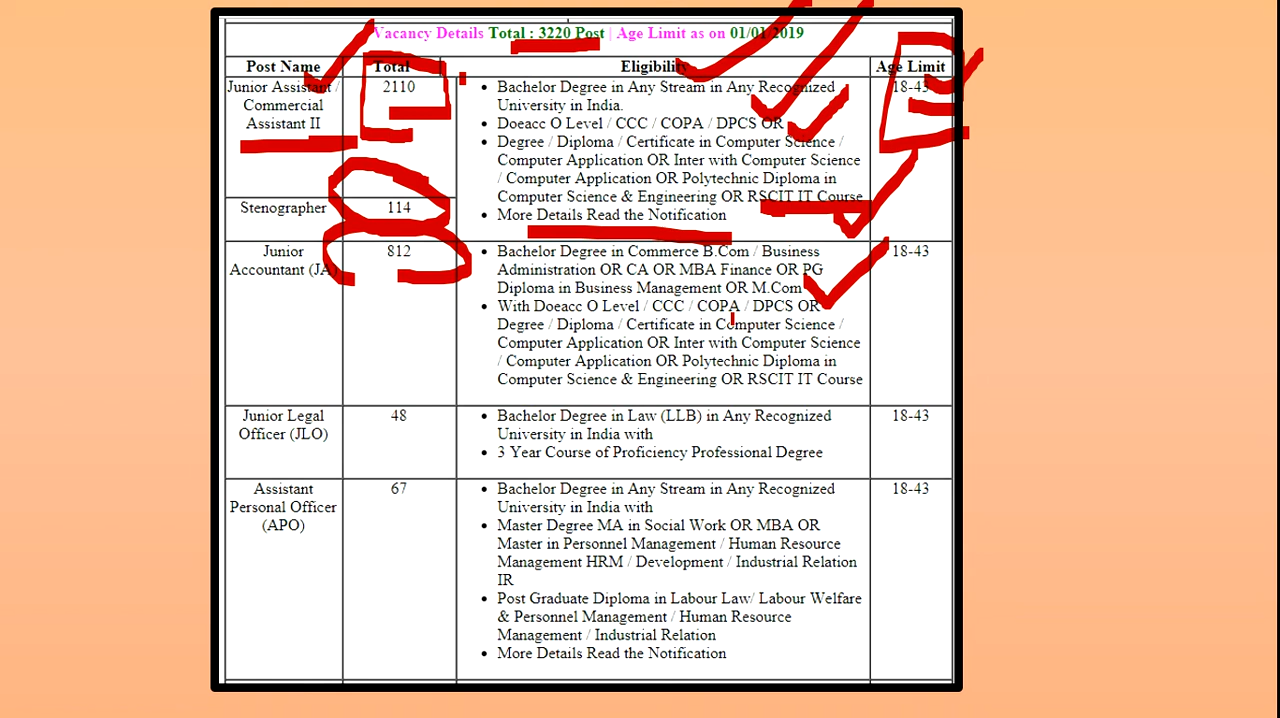 Vacancy Details Total : 3220 Post | Age Limit as on 01/01/2019
Post Name Total Eligibility Age Limit
Junior Assistant /
Commercial
Assistant II
2110
Bachelor Degree in Any Stream in Any Recognized
University in India.
Doeacc O Level / CCC / COPA / DPCS OR
Degree / Diploma / Certificate in Computer Science /
Computer Application OR Inter with Computer Science
/ Computer Application OR Polytechnic Diploma in
Computer Science & Engineering OR RSCIT IT Course
More Details Read the Notification
18-43
Stenographer
114
Junior
Accountant (JA)
812
Bachelor Degree in Commerce B.Com / Business
Administration OR CA OR MBA Finance OR PG
Diploma in Business Management OR M.Com
With Doeacc O Level / CCC / COPA / DPCS OR
Degree / Diploma / Certificate in Computer Science /
Computer Application OR Inter with Computer Science
/ Computer Application OR Polytechnic Diploma in
Computer Science & Engineering OR RSCIT IT Course
18-43
Junior Legal
Officer (JLO)
48
Bachelor Degree in Law (LLB) in Any Recognized
University in India with
3 Year Course of Proficiency Professional Degree
18-43
Assistant
Personal Officer
(APO)
67
Bachelor Degree in Any Stream in Any Recognized
University in India with
Master Degree MA in Social Work OR MBA OR
Master in Personnel Management / Human Resource
Management HRM / Development / Industrial Relation
IR
Post Graduate Diploma in Labour Law/ Labour Welfare
& Personnel Management / Human Resource
Management / Industrial Relation
More Details Read the Notification
18-43